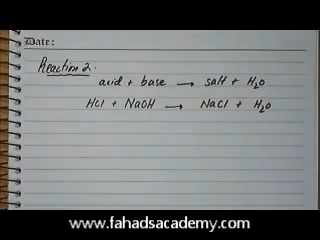 Date:
Reaction 2.
acid + base → salt + H₂O
HCl + NaOH → NaCl + H₂O
www.fahadsacademy.com